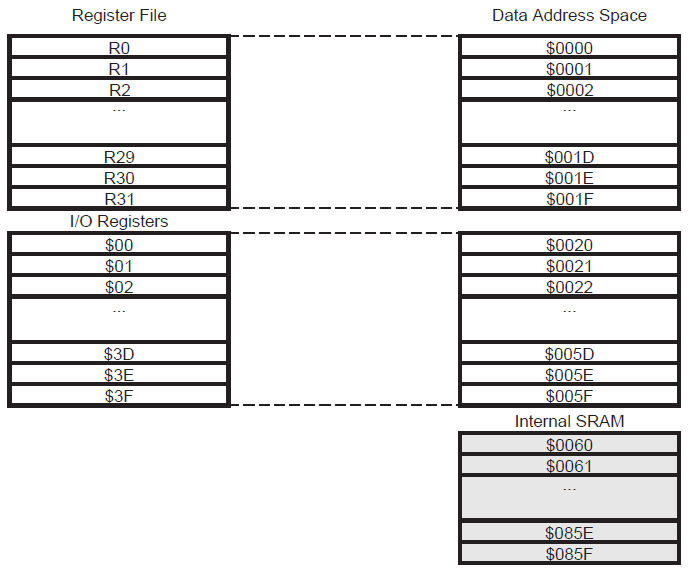 Register File
Data Address Space
R0
$0000
R1
$0001
R2
$0002
...
...
R29
$001D
R30
$001E
R31
$001F
I/O Registers
$00
$0020
$01
$0021
$02
$0022
...
...
$3D
$005D
$3E
$005E
$3F
$005F
Internal SRAM
$0060
$0061
...
$085E
$085F